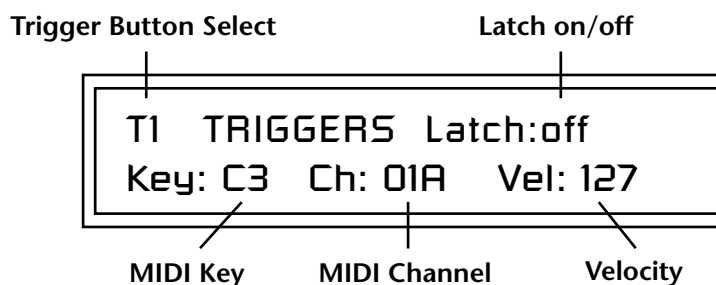 Trigger Button Select Latch on/off
T1 TRIGGERS Latch:off
Key: C3 Ch: 01A Vel: 127
MIDI Key MIDI Channel Velocity